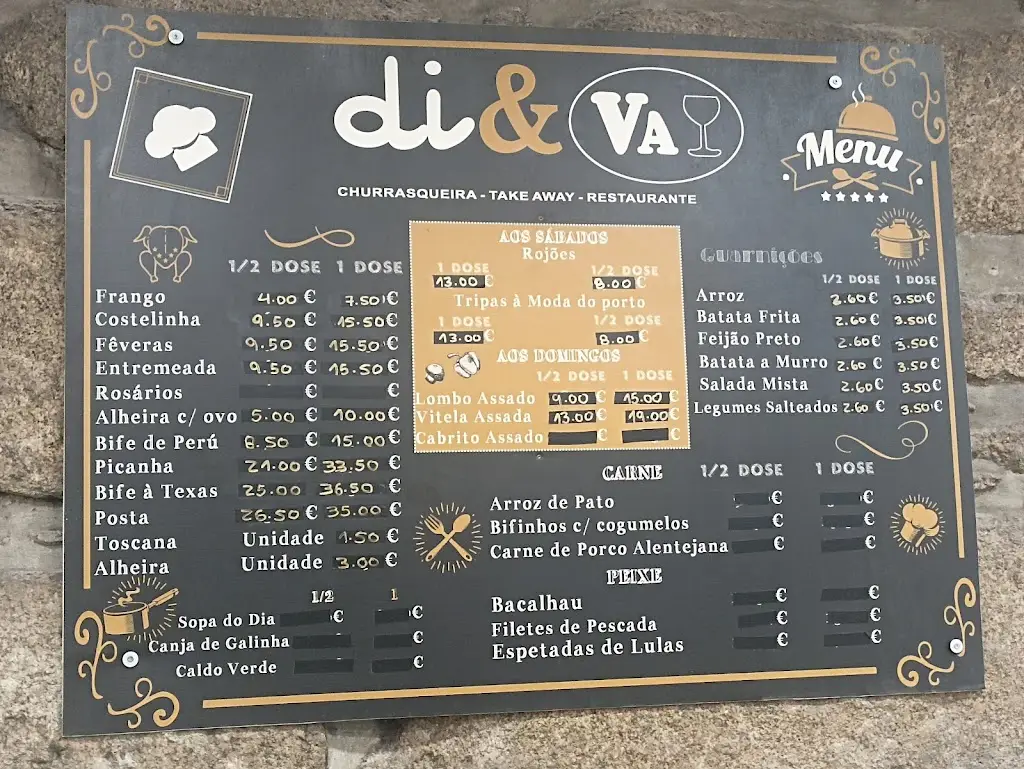 di & VA
Menu
CHURRASQUEIRA - TAKE AWAY - RESTAURANTE
1/2 DOSE 1 DOSE
Frango 4.00 € 7.50 €
Costelinha 9.50 € 15.50 €
Fêveras 9.50 € 15.50 €
Entremeada 9.50 € 15.50 €
Rosários € €
Alheira c/ ovo 5.00 € 10.00 €
Bife de Perú 8.50 € 15.00 €
Picanha 21.00 € 33.50 €
Bife à Texas 25.00 € 36.50 €
Posta 26.50 € 35.00 €
Toscana Unidade 1.50 €
Alheira Unidade 3.00 €
1/2 1
Sopa do Dia € €
Canja de Galinha € €
Caldo Verde € €
AOS SÁBADOS
Rojões
1 DOSE 1/2 DOSE
13.00 € 8.00 €
Tripas à Moda do porto
1 DOSE 1/2 DOSE
13.00 € 8.00 €
AOS DOMINGOS
1/2 DOSE 1 DOSE
Lombo Assado 9.00 € 15.00 €
Vitela Assada 13.00 € 19.00 €
Cabrito Assado € €
Guarnições
1/2 DOSE 1 DOSE
Arroz 2.60 € 3.50 €
Batata Frita 2.60 € 3.50 €
Feijão Preto 2.60 € 3.50 €
Batata a Murro 2.60 € 3.50 €
Salada Mista 2.60 € 3.50 €
Legumes Salteados 2.60 € 3.50 €
CARNE 1/2 DOSE 1 DOSE
Arroz de Pato € €
Bifinhos c/ cogumelos € €
Carne de Porco Alentejana € €
PEIXE
Bacalhau € €
Filetes de Pescada € €
Espetadas de Lulas € €